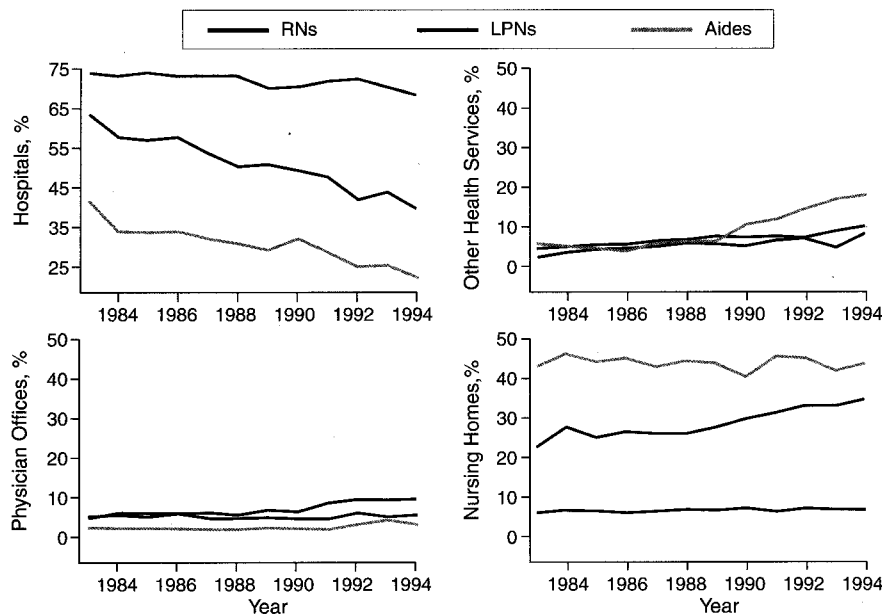 RNs LPNs Aides
Hospitals, %
75
65
55
45
35
25
1984 1986 1988 1990 1992 1994
Other Health Services, %
50
40
30
20
10
0
1984 1986 1988 1990 1992 1994
Physician Offices, %
50
40
30
20
10
0
1984 1986 1988 1990 1992 1994
Year
Nursing Homes,%
50
40
30
20
10
0
1984 1986 1988 1990 1992 1994
Year